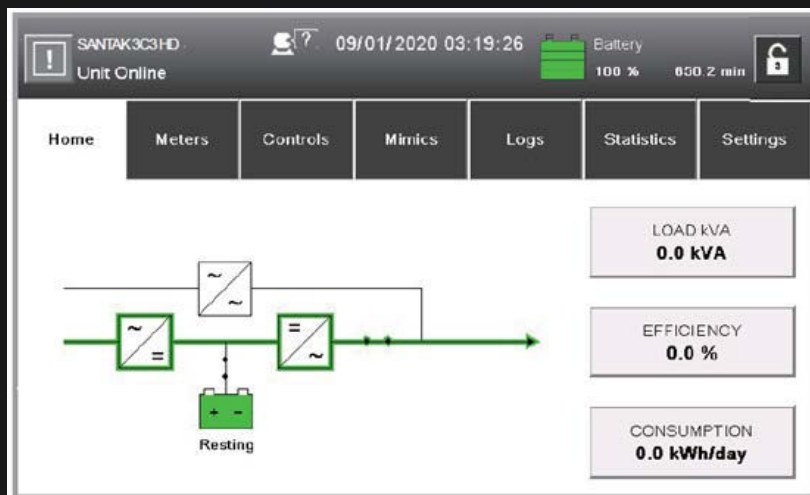 SANTAK3C3HD
Unit Online
09/01/2020 03:19:26
Battery
100 % 650.2 min
Home
Meters
Controls
Mimics
Logs
Statistics
Settings
LOAD kVA
0.0 kVA
EFFICIENCY
0.0 %
CONSUMPTION
0.0 kWh/day
Resting